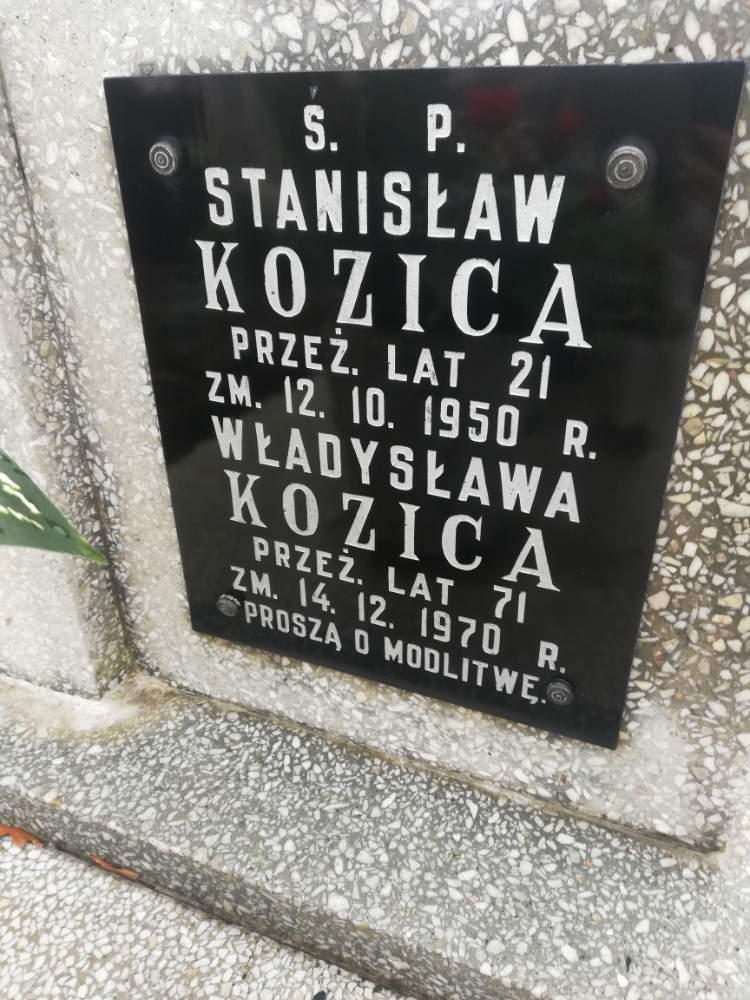 Ś. P.
STANISŁAW
KOZICA
PRZEŻ. LAT 21
ZM. 12. 10. 1950 R.
WŁADYSŁAWA
KOZICA
PRZEŻ. LAT 71
ZM. 14. 12. 1970 R.
PROSZĄ O MODLITWĘ.